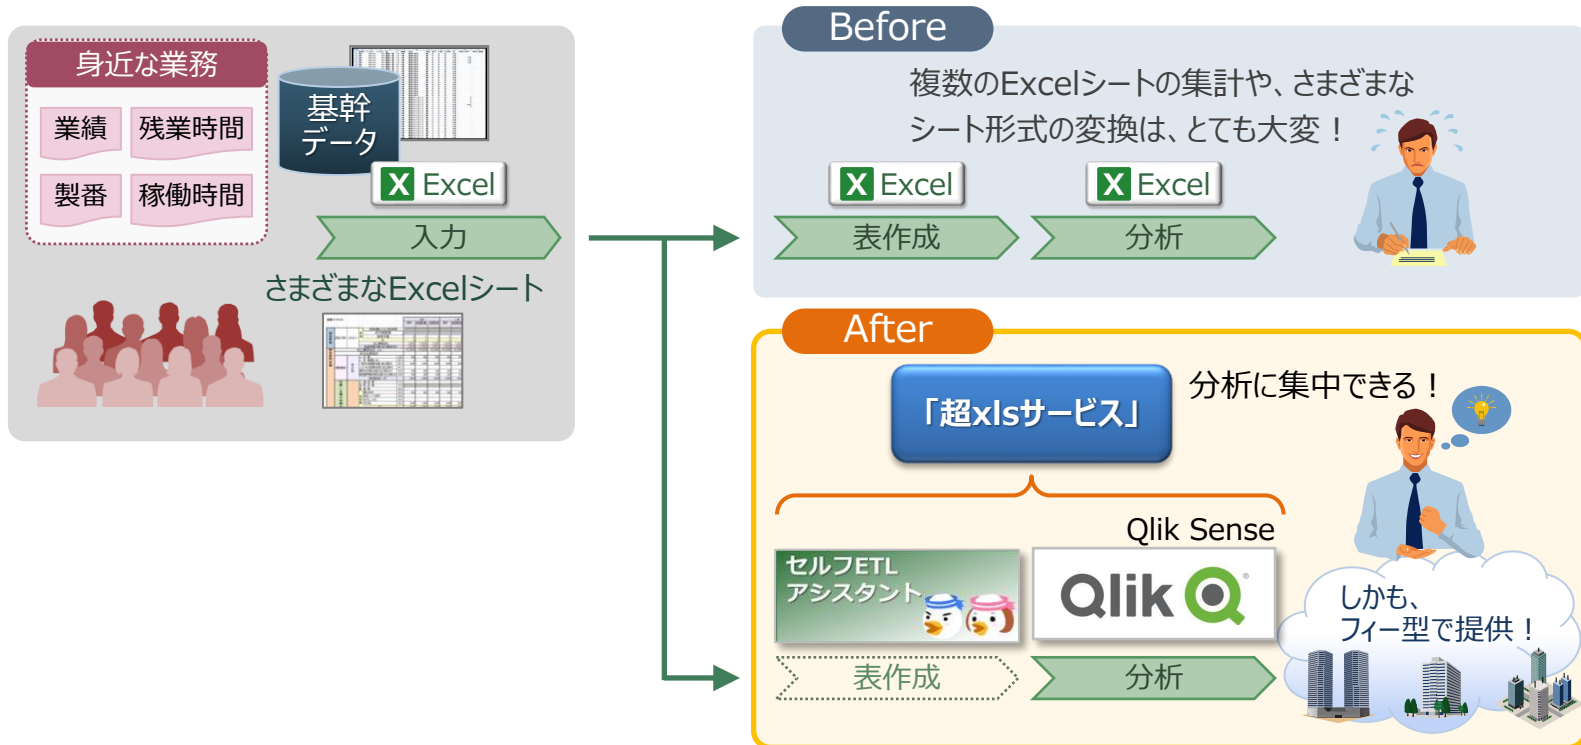 身近な業務
業績
残業時間
製番
稼働時間
基幹
データ
X Excel
入力
さまざまなExcelシート
Before
複数のExcelシートの集計や、さまざまな
シート形式の変換は、とても大変！
X Excel
X Excel
表作成
分析
After
「超xlsサービス」
分析に集中できる！
Qlik Sense
セルフETL
アシスタント
Qlik
しかも、
フィー型で提供！
表作成
分析